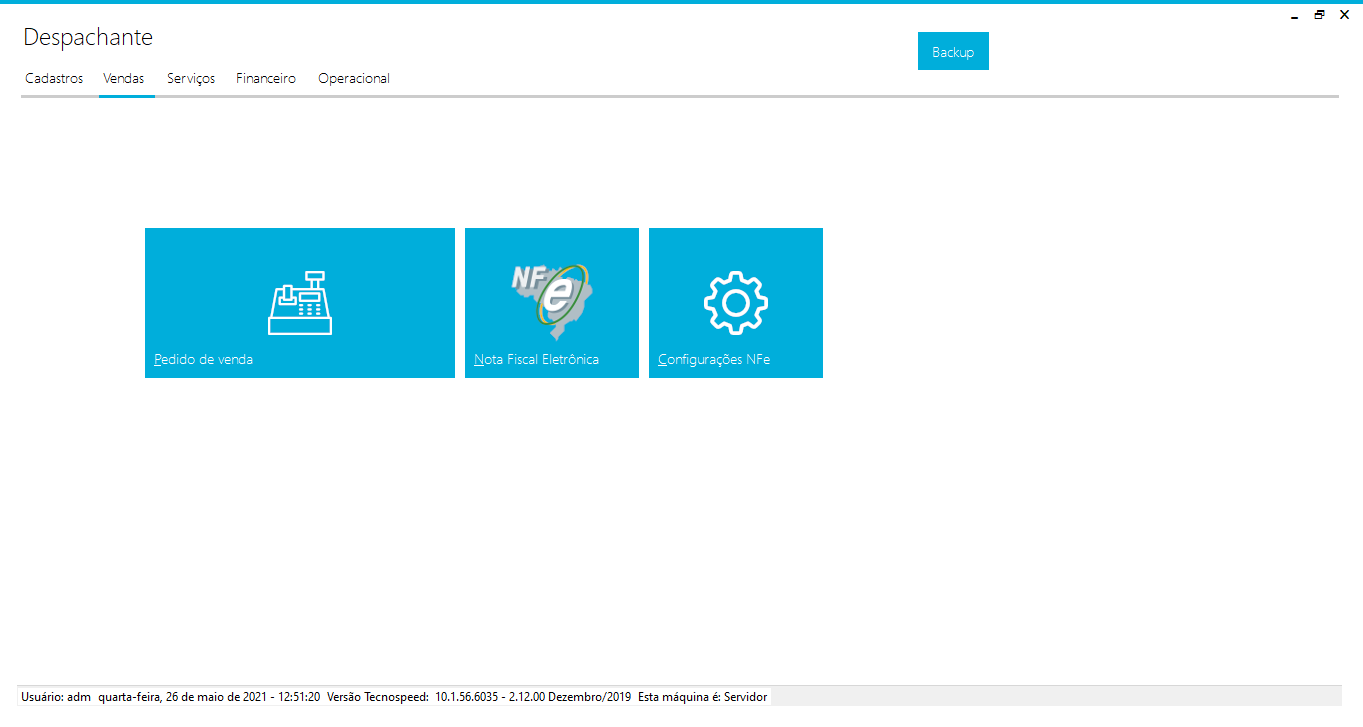 Despachante
Backup
Cadastros Vendas Serviços Financeiro Operacional
NFe
Pedido de venda
Nota Fiscal Eletrônica
Configurações NFe
Usuário: adm quarta-feira, 26 de maio de 2021 - 12:51:20 Versão Tecnospeed: 10.1.56.6035 - 2.12.00 Dezembro/2019 Esta máquina é: Servidor